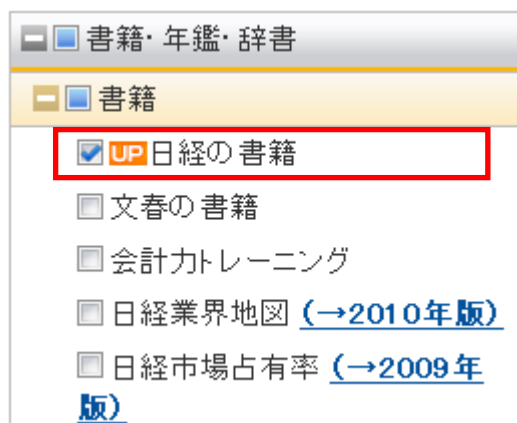 書籍・年鑑・辞書
書籍
UP日経の書籍
文春の書籍
会計力トレーニング
日経業界地図 (→2010年版)
日経市場占有率 (→2009年
版)